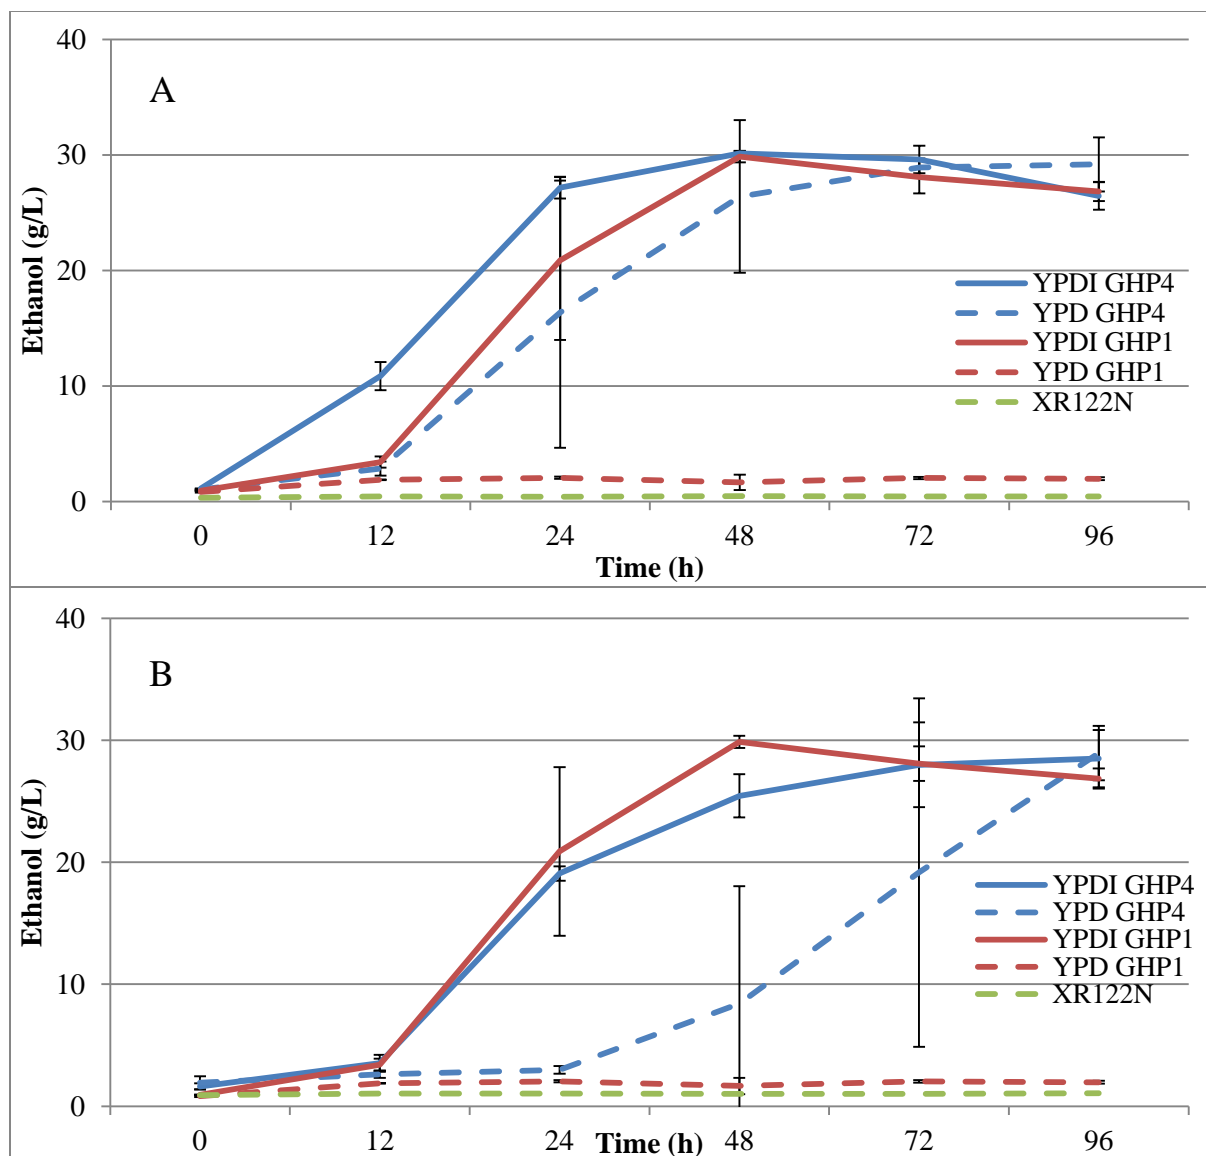 A
Ethanol (g/L)
40
30
20
10
0
YPDI GHP4
YPD GHP4
YPDI GHP1
YPD GHP1
XR122N
0 12 24 48 72 96
Time (h)
B
Ethanol (g/L)
40
30
20
10
0
YPDI GHP4
YPD GHP4
YPDI GHP1
YPD GHP1
XR122N
0 12 24 48 72 96
Time (h)